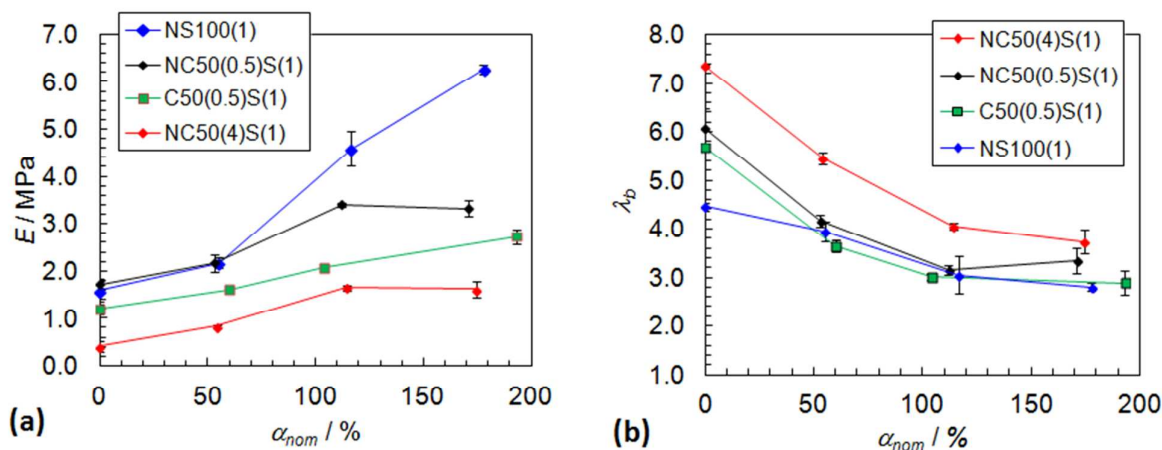 7.0
6.0
5.0
4.0
3.0
2.0
1.0
0.0
E / MPa
NS100(1)
NC50(0.5)S(1)
C50(0.5)S(1)
NC50(4)S(1)
0 50 100 150 200
α_nom / %
(a)
8.0
7.0
6.0
5.0
4.0
3.0
2.0
1.0
λ_b
NC50(4)S(1)
NC50(0.5)S(1)
C50(0.5)S(1)
NS100(1)
0 50 100 150 200
α_nom / %
(b)